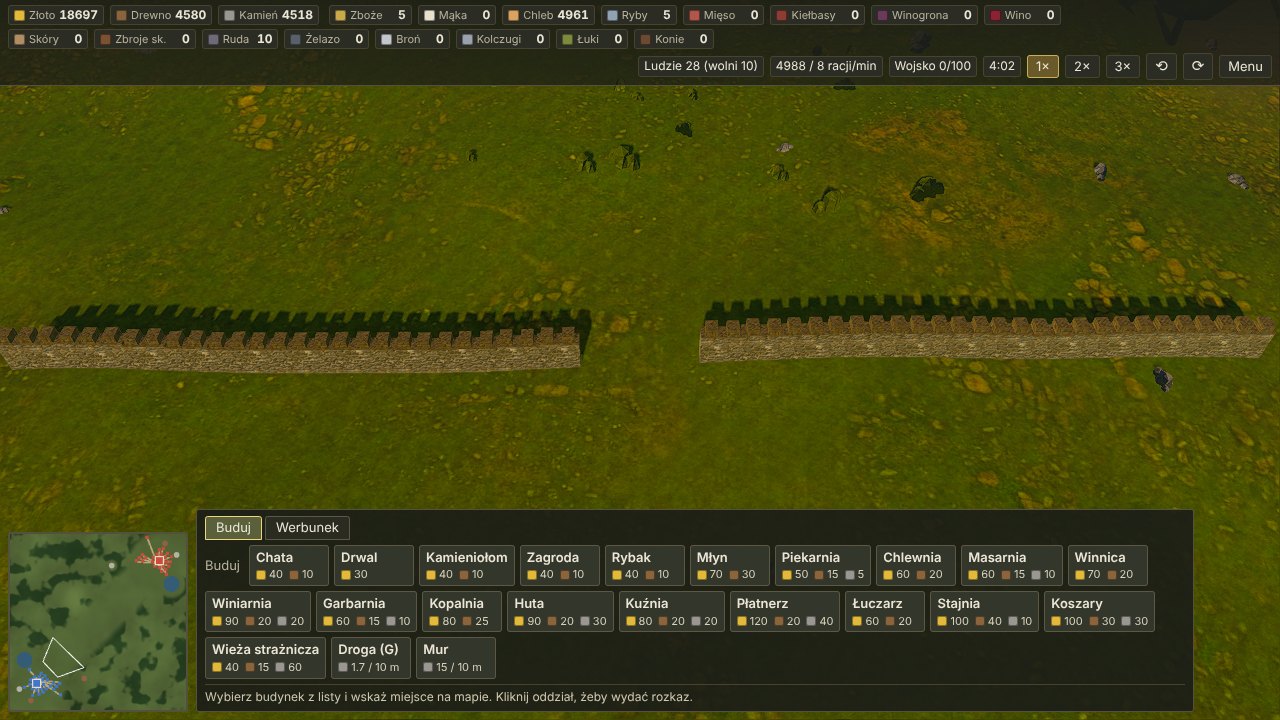 Złoto 18697 Drewno 4580 Kamień 4518 Zboże 5 Mąka 0 Chleb 4961 Ryby 5 Mięso 0 Kiełbasy 0 Winogrona 0 Wino 0
Skóry 0 Zbroje sk. 0 Ruda 10 Żelazo 0 Broń 0 Kolczugi 0 Łuki 0 Konie 0
Ludzie 28 (wolni 10) 4988 / 8 racji/min Wojsko 0/100 4:02 1× 2× 3× ⟲ ⟳ Menu
Buduj Werbunek
Buduj
Chata Drwal Kamieniołom Zagroda Rybak Młyn Piekarnia Chlewnia Masarnia Winnica
40 10 30 40 10 40 10 40 10 70 30 50 15 5 60 20 60 15 10 70 20
Winiarnia Garbarnia Kopalnia Huta Kuźnia Płatnerz Łuczarz Stajnia Koszary
90 20 20 60 15 10 80 25 90 20 30 80 20 20 120 20 40 60 20 100 40 10 100 30 30
Wieża strażnicza Droga (G) Mur
40 15 60 1.7 / 10 m 15 / 10 m
Wybierz budynek z listy i wskaż miejsce na mapie. Kliknij oddział, żeby wydać rozkaz.